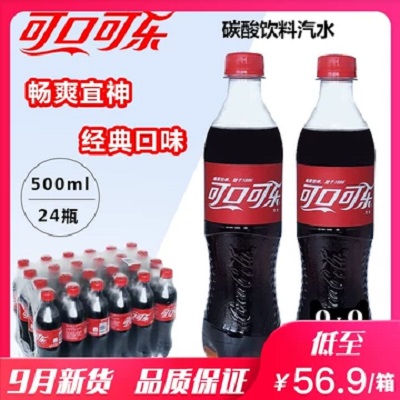 可口可乐
碳酸饮料汽水
畅爽宜神
经典口味
500ml
24瓶
可口可乐
可口可乐
Coca-Cola
低至
9月新货 品质保证
¥56.9/箱